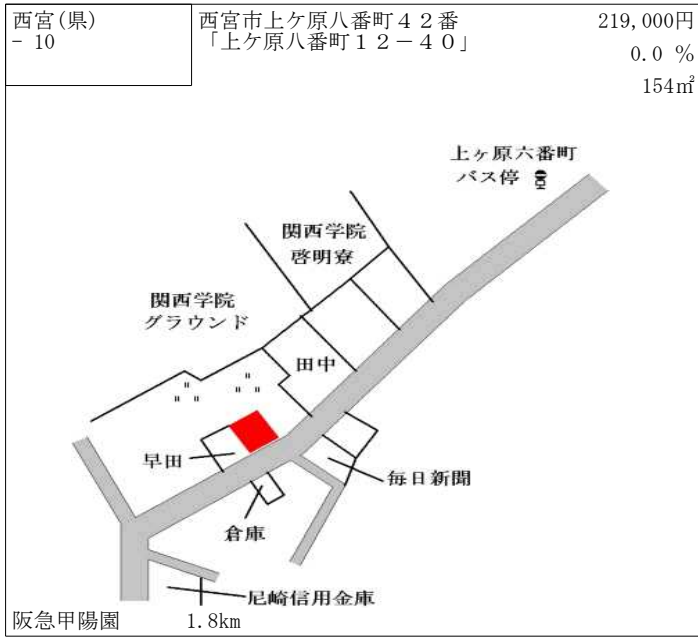 西宮(県)
- 10
西宮市上ケ原八番町４２番
「上ケ原八番町１２－４０」
219,000円
0.0 %
154㎡
上ヶ原六番町
バス停
関西学院
啓明寮
関西学院
グラウンド
田中
早田
毎日新聞
倉庫
尼崎信用金庫
阪急甲陽園 1.8km